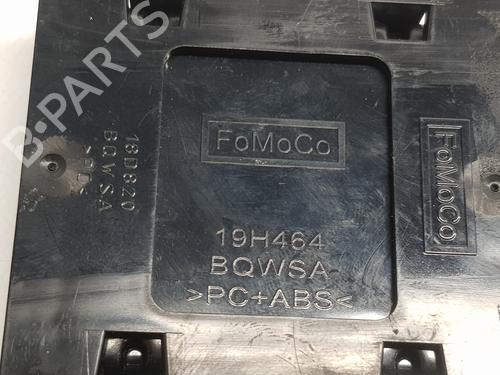 B-PARTS
18D820
BQWSA
FoMoCo
19H464
BQWSA
>PC+ABS<
FoMoCo